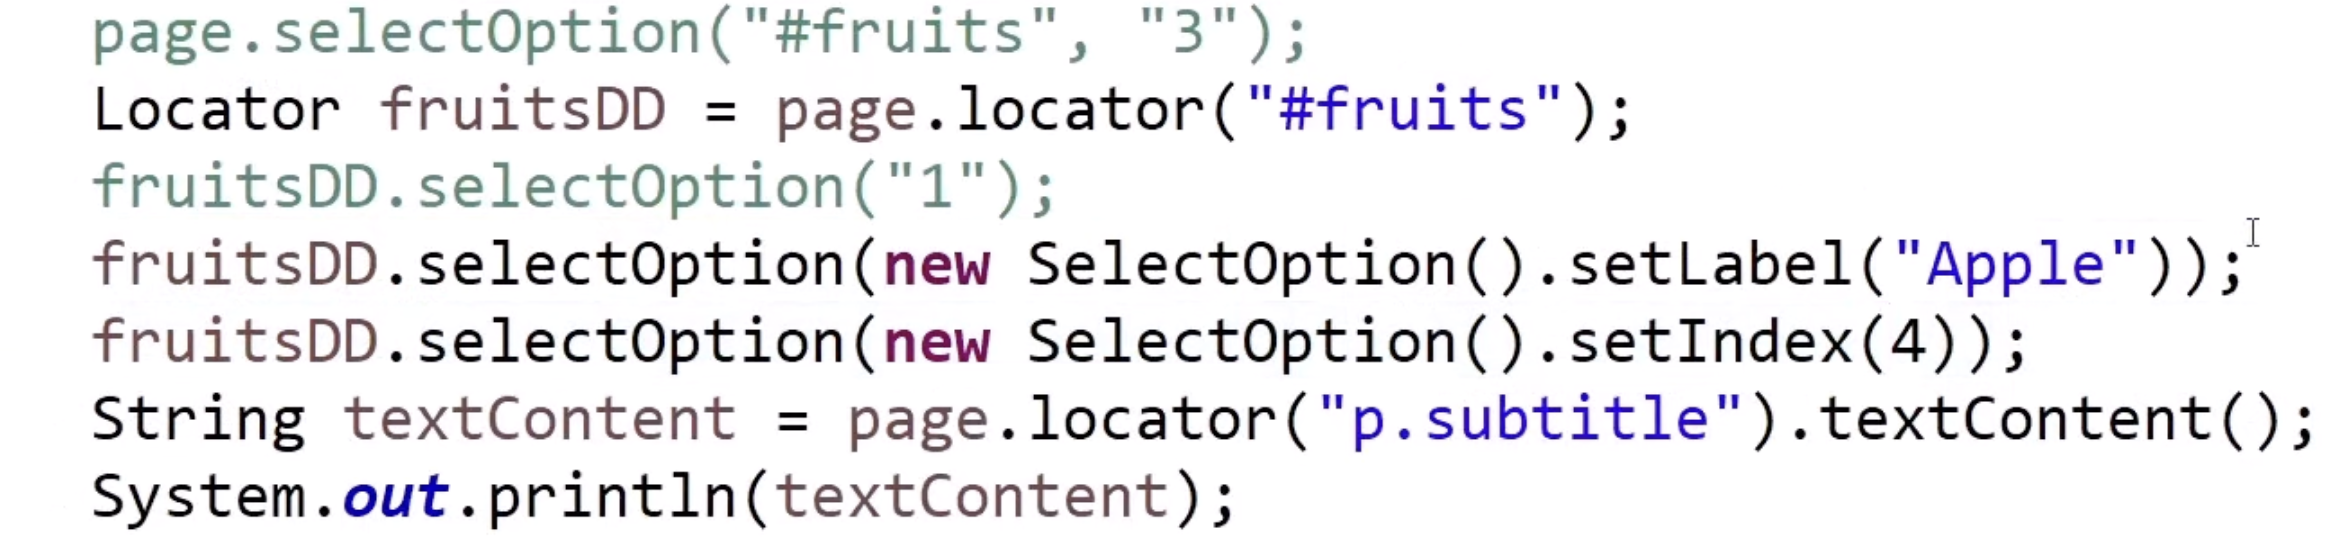 page.selectOption("#fruits", "3");
Locator fruitsDD = page.locator("#fruits");
fruitsDD.selectOption("1");
fruitsDD.selectOption(new SelectOption().setLabel("Apple"));
fruitsDD.selectOption(new SelectOption().setIndex(4));
String textContent = page.locator("p.subtitle").textContent();
System.out.println(textContent);